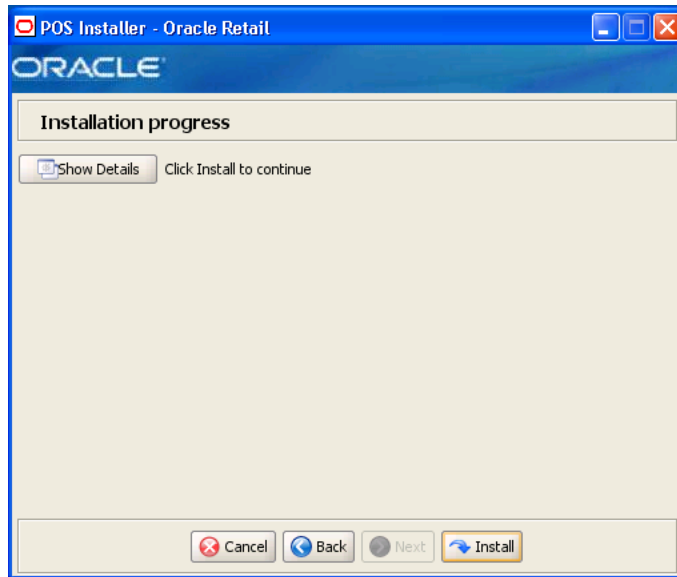 POS Installer - Oracle Retail
ORACLE
Installation progress
Show Details Click Install to continue
Cancel Back Next Install